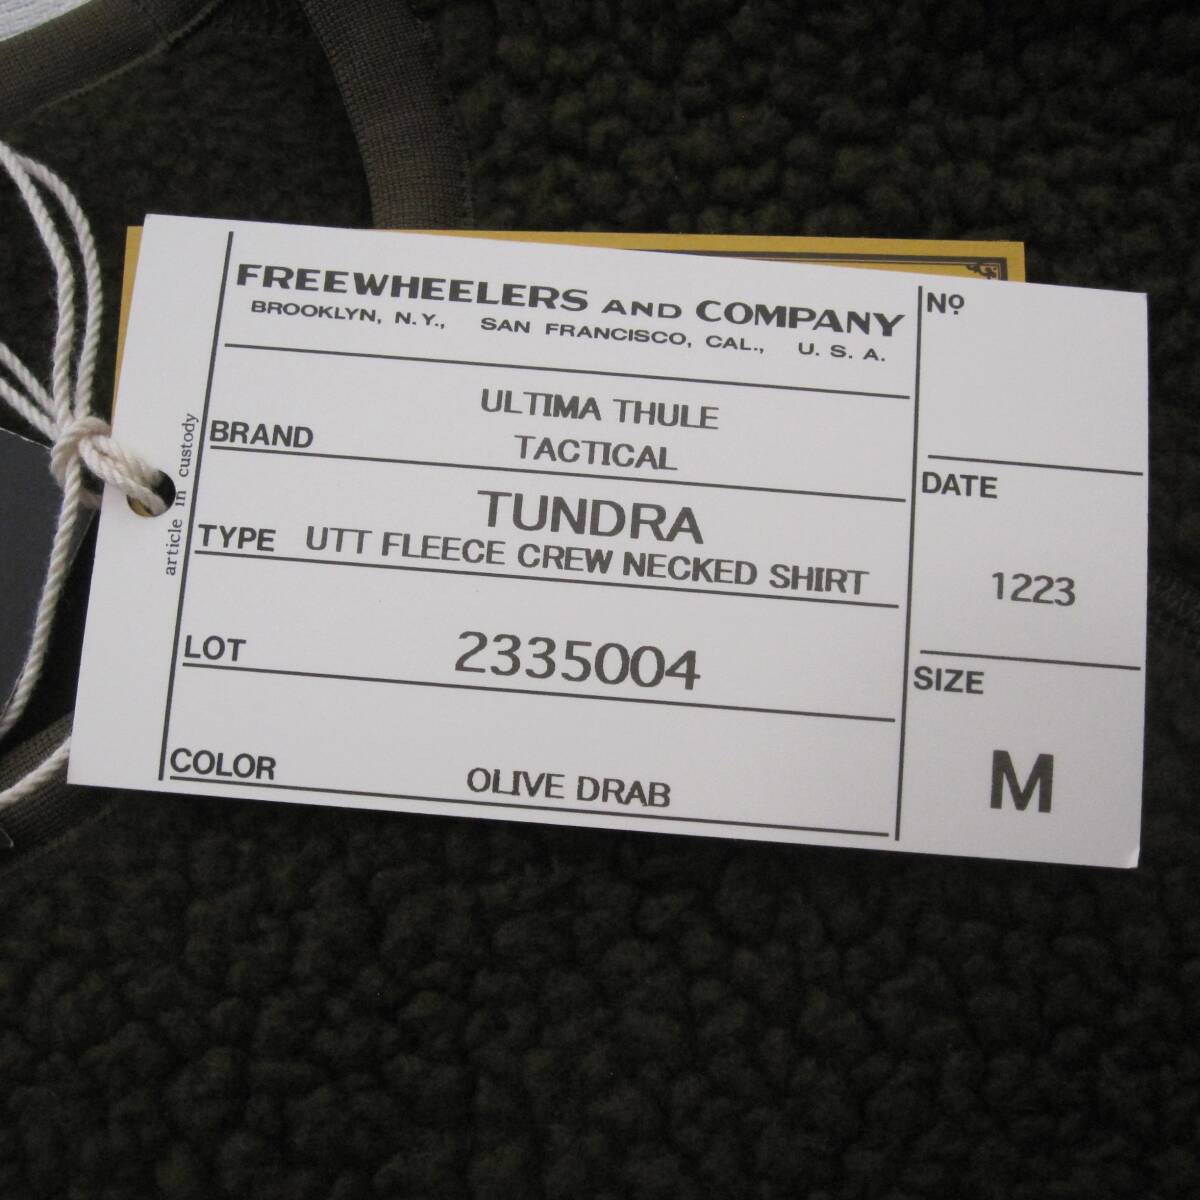 FREEWHEELERS AND COMPANY
BROOKLYN, N.Y., SAN FRANCISCO, CAL., U. S. A.
ULTIMA THULE
BRAND TACTICAL
TUNDRA
TYPE UTT FLEECE CREW NECKED SHIRT
LOT 2335004
COLOR OLIVE DRAB
No
DATE
1223
SIZE
M
article in custody